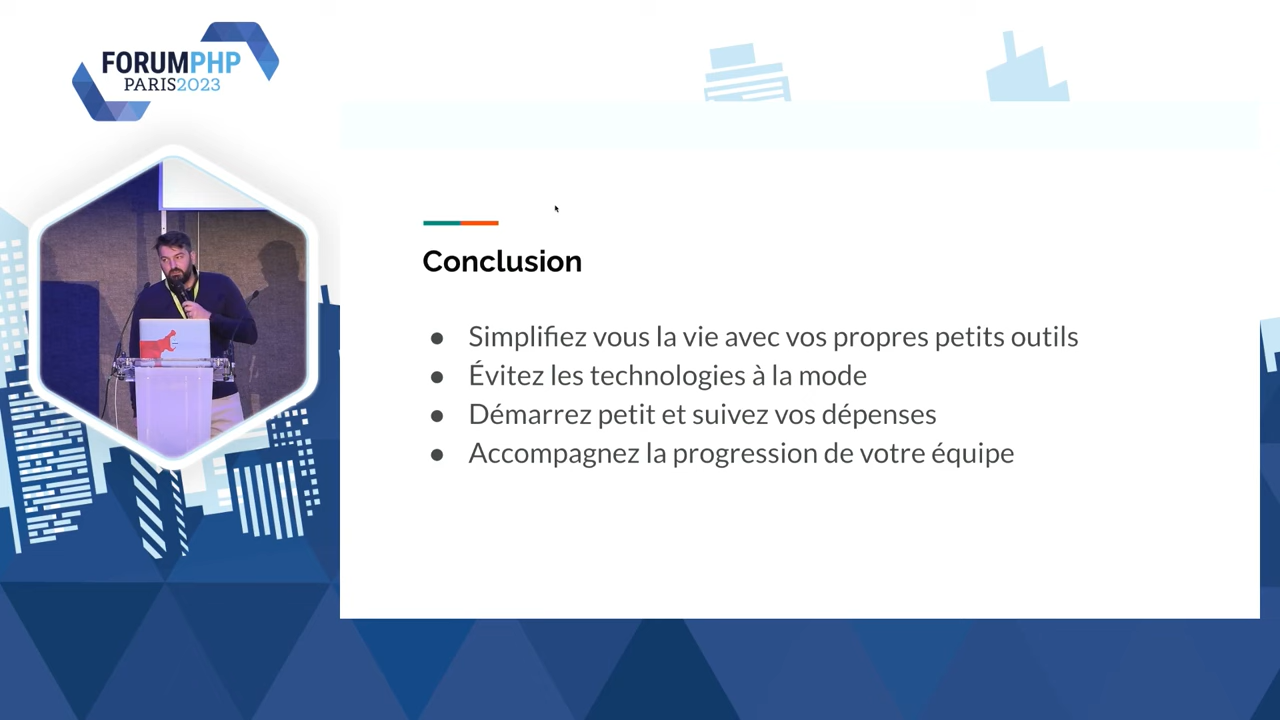 FORUMPHP
PARIS2023
Conclusion
● Simplifiez vous la vie avec vos propres petits outils
● Évitez les technologies à la mode
● Démarrez petit et suivez vos dépenses
● Accompagnez la progression de votre équipe